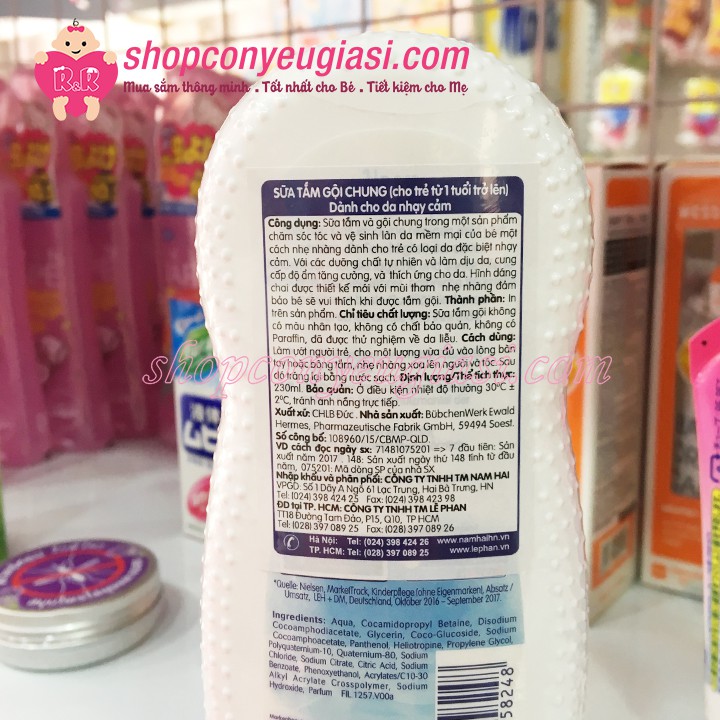 shopconyeugiasi.com
R&R
Mua sắm thông minh . Tốt nhất cho Bé . Tiết kiệm cho Mẹ
SỮA TẮM GỘI CHUNG (cho trẻ từ 1 tuổi trở lên)
Dành cho da nhạy cảm
Công dụng: Sữa tắm và gội chung trong một sản phẩm
chăm sóc tóc và vệ sinh làn da mềm mại của bé một
cách nhẹ nhàng dành cho trẻ có loại da đặc biệt nhạy
cảm. Với các dưỡng chất tự nhiên và làm dịu da, cung
cấp độ ẩm tăng cường, và thích ứng cho da. Hình dáng
chai được thiết kế mới với mùi thơm nhẹ nhàng đảm
bảo bé sẽ vui thích khi được tắm gội. Thành phần: In
trên sản phẩm. Chỉ tiêu chất lượng: Sữa tắm gội không
có màu nhân tạo, không có chất bảo quản, không có
Paraffin, đã được thử nghiệm về da liễu. Cách dùng:
Làm ướt người trẻ, cho một lượng vừa đủ vào lòng bàn
tay hoặc bông tắm, nhẹ nhàng xoa lên người và tóc. Sau
shopconyeugiasi.com
đó tráng lại bằng nước sạch. Định lượng/Thể tích thực:
230ml. Bảo quản: Ở điều kiện nhiệt độ thường 30ºC ±
2ºC, tránh ánh nắng trực tiếp.
Xuất xứ: CHLB Đức. Nhà sản xuất: BübchenWerk Ewald
Hermes, Pharmazeutische Fabrik GmbH, 59494 Soest.
Số công bố: 108960/15/CBMP-QLD.
VD cách đọc ngày sx: 71481075201 => 7 đầu tiên: Sản
xuất năm 2017 148: Sản xuất ngày thứ 148 tính từ đầu
năm, 075201: Mã dòng SP của nhà SX
Nhập khẩu và phân phối: CÔNG TY TNHH TM NAM HẢI
VPGD: Số 1 Dãy A Ngõ 61 Lạc Trung, Hai Bà Trưng, HN
Tel: (024) 398 424 25 Fax: (024) 398 423 98
ĐD tại TP. HCM: CÔNG TY TNHH TM LÊ PHAN
TT18 Đường Tam Đảo, P15, Q10, TP HCM
Tel: (028) 397 089 25 Fax: (028) 397 089 26
Hà Nội: Tel: (024) 398 424 26 www.namhaihn.vn
TP. HCM: Tel: (028) 397 089 25 www.lephan.vn
*Quelle: Nielsen, MarketTrack, Kinderpflege (ohne Eigenmarken), Absatz /
Umsatz, LEH + DM, Deutschland, Oktober 2016 – September 2017.
Ingredients: Aqua, Cocamidopropyl Betaine, Disodium
Cocoamphodiacetate, Glycerin, Coco-Glucoside, Sodium
Cocoamphoacetate, Panthenol, Heliotropine, Propylene Glycol,
Polyquaternium-10, Quaternium-80, Sodium
Chloride, Sodium Citrate, Citric Acid, Sodium
Benzoate, Phenoxyethanol, Acrylates/C10-30
Alkyl Acrylate Crosspolymer, Sodium
Hydroxide, Parfum Fil. 1257.V00a
58248